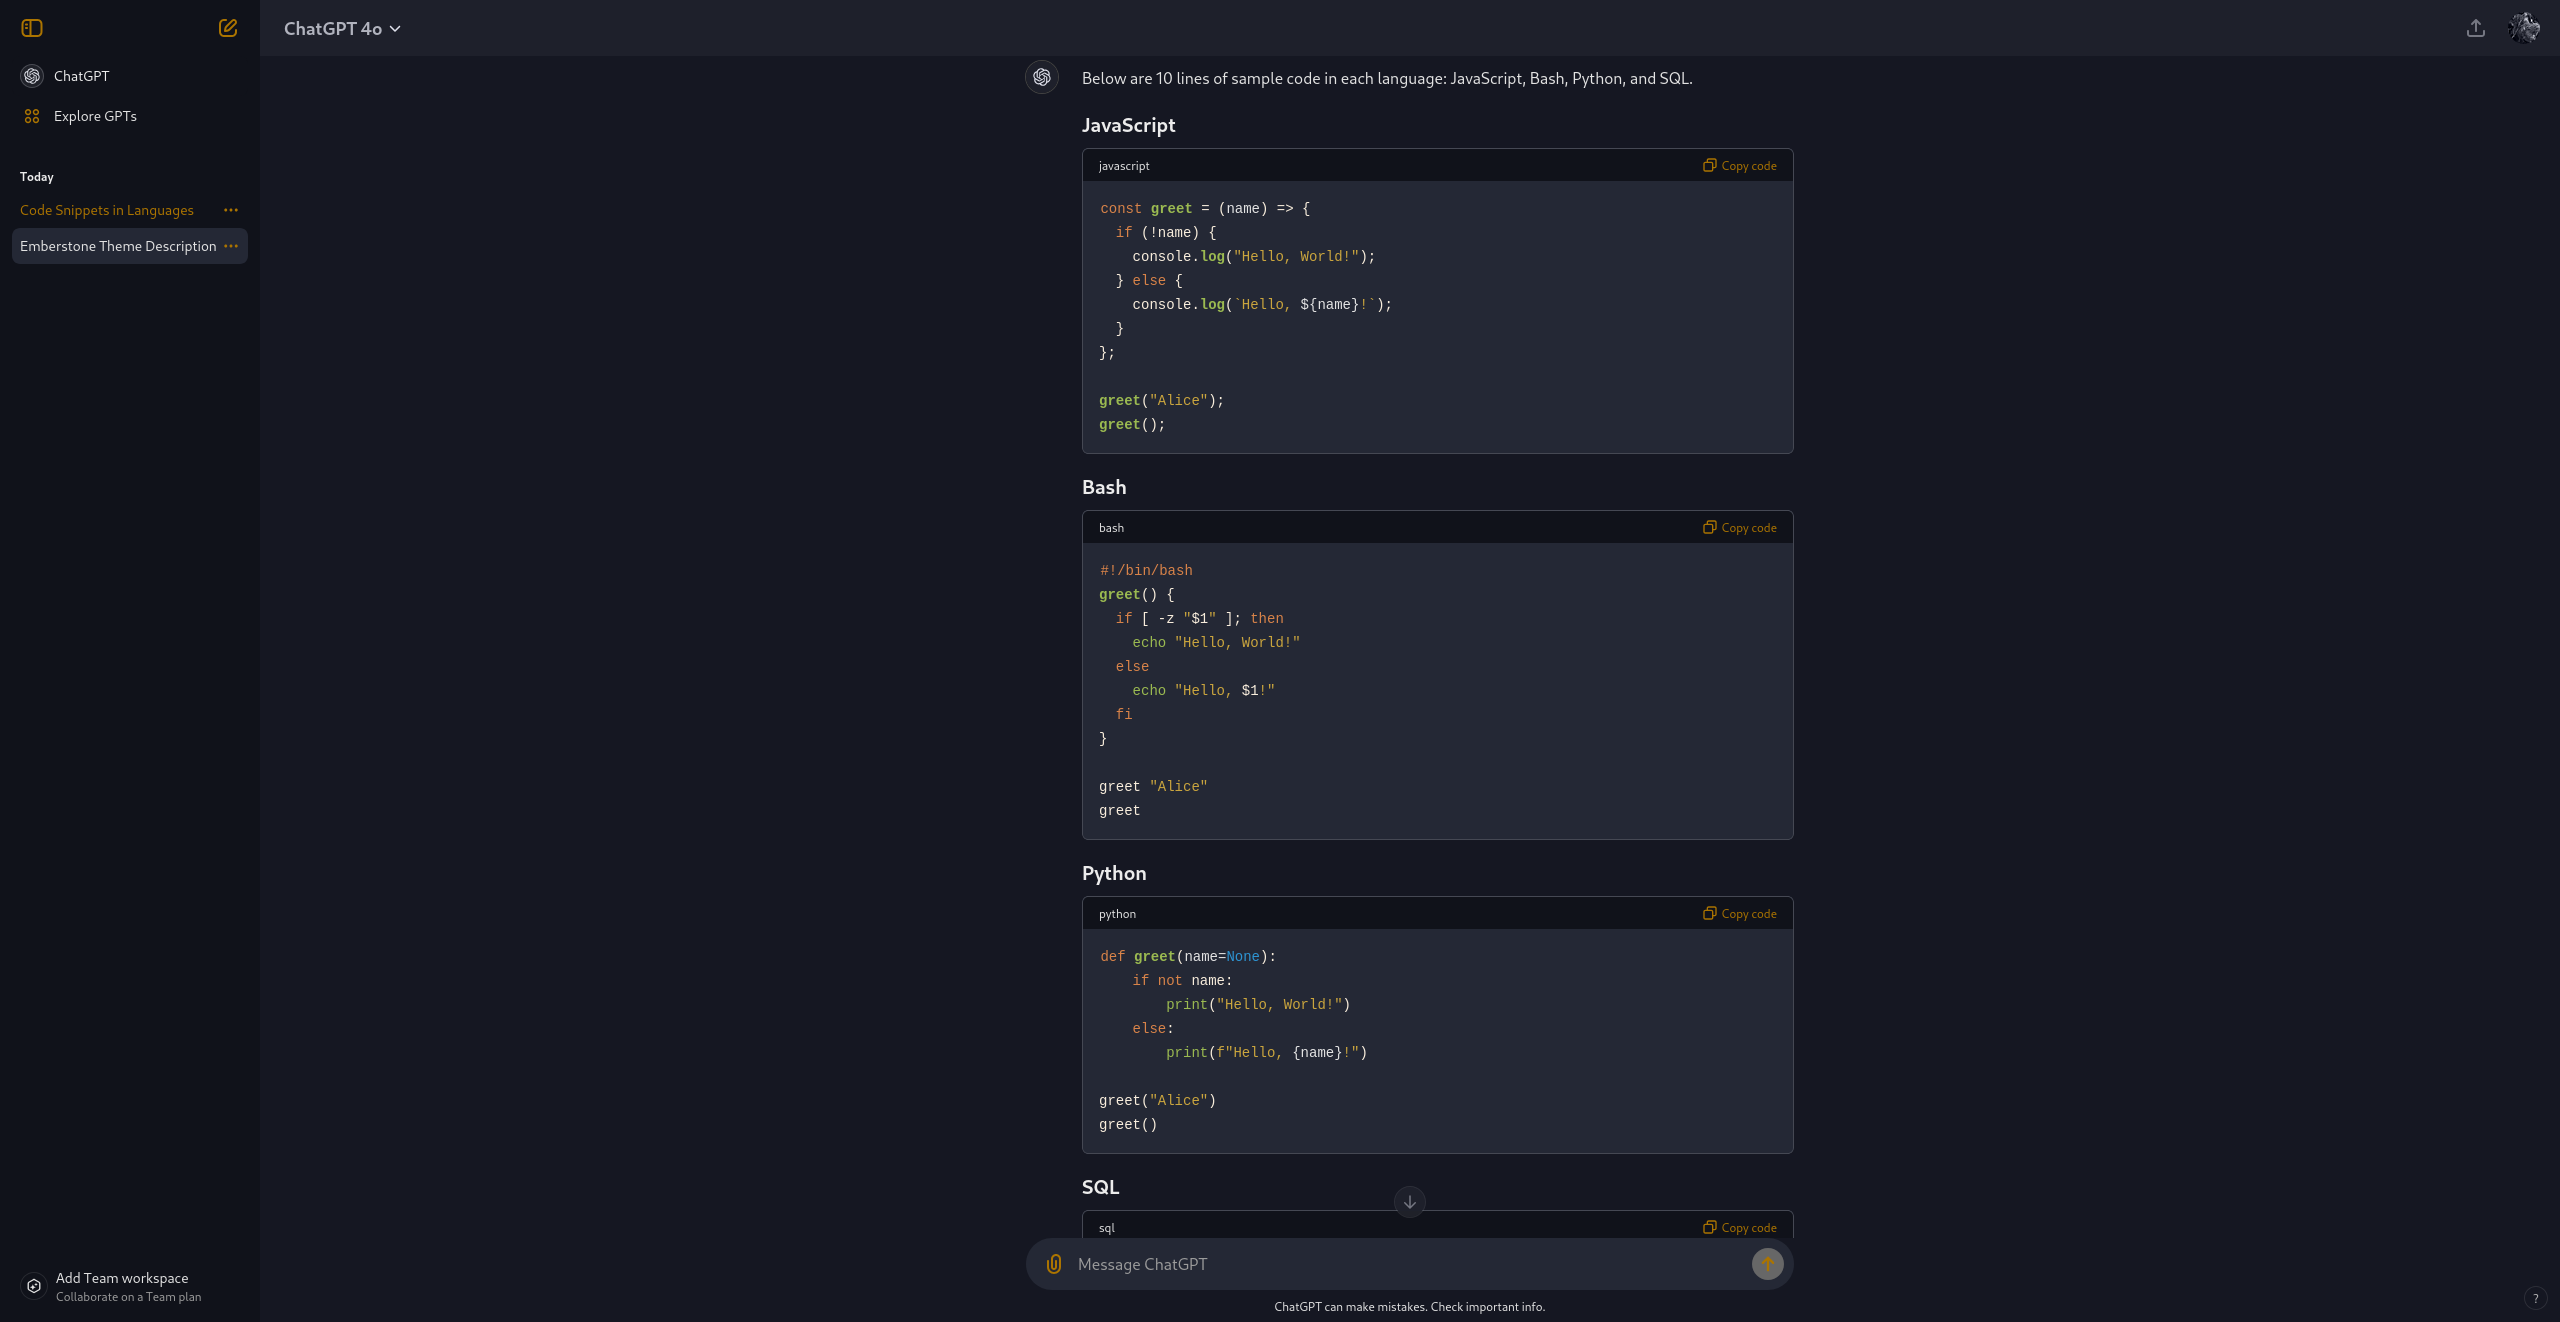 ChatGPT
Explore GPTs
Today
Code Snippets in Languages
Emberstone Theme Description
Add Team workspace
Collaborate on a Team plan
ChatGPT 4o
Below are 10 lines of sample code in each language: JavaScript, Bash, Python, and SQL.
JavaScript
javascript Copy code
const greet = (name) => {
  if (!name) {
    console.log("Hello, World!");
  } else {
    console.log(`Hello, ${name}!`);
  }
};

greet("Alice");
greet();
Bash
bash Copy code
#!/bin/bash
greet() {
  if [ -z "$1" ]; then
    echo "Hello, World!"
  else
    echo "Hello, $1!"
  fi
}

greet "Alice"
greet
Python
python Copy code
def greet(name=None):
    if not name:
        print("Hello, World!")
    else:
        print(f"Hello, {name}!")

greet("Alice")
greet()
SQL
sql Copy code
Message ChatGPT
ChatGPT can make mistakes. Check important info.
?